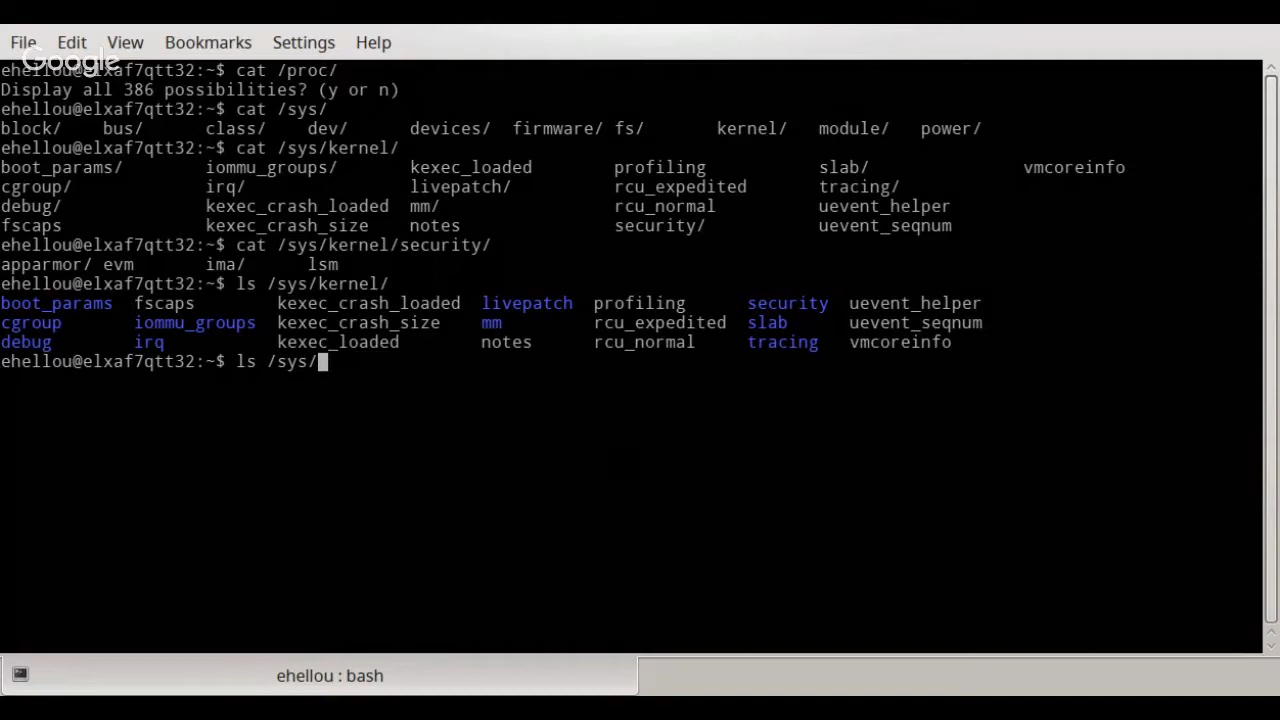 File Edit View Bookmarks Settings Help
Google
ehellou@elxaf7qtt32:~$ cat /proc/
Display all 386 possibilities? (y or n)
ehellou@elxaf7qtt32:~$ cat /sys/
block/ bus/ class/ dev/ devices/ firmware/ fs/ kernel/ module/ power/
ehellou@elxaf7qtt32:~$ cat /sys/kernel/
boot_params/ iommu_groups/ kexec_loaded profiling slab/ vmcoreinfo
cgroup/ irq/ livepatch/ rcu_expedited tracing/
debug/ kexec_crash_loaded mm/ rcu_normal uevent_helper
fscaps kexec_crash_size notes security/ uevent_seqnum
ehellou@elxaf7qtt32:~$ cat /sys/kernel/security/
apparmor/ evm ima/ lsm
ehellou@elxaf7qtt32:~$ ls /sys/kernel/
boot_params fscaps kexec_crash_loaded livepatch profiling security uevent_helper
cgroup iommu_groups kexec_crash_size mm rcu_expedited slab uevent_seqnum
debug irq kexec_loaded notes rcu_normal tracing vmcoreinfo
ehellou@elxaf7qtt32:~$ ls /sys/
ehellou : bash